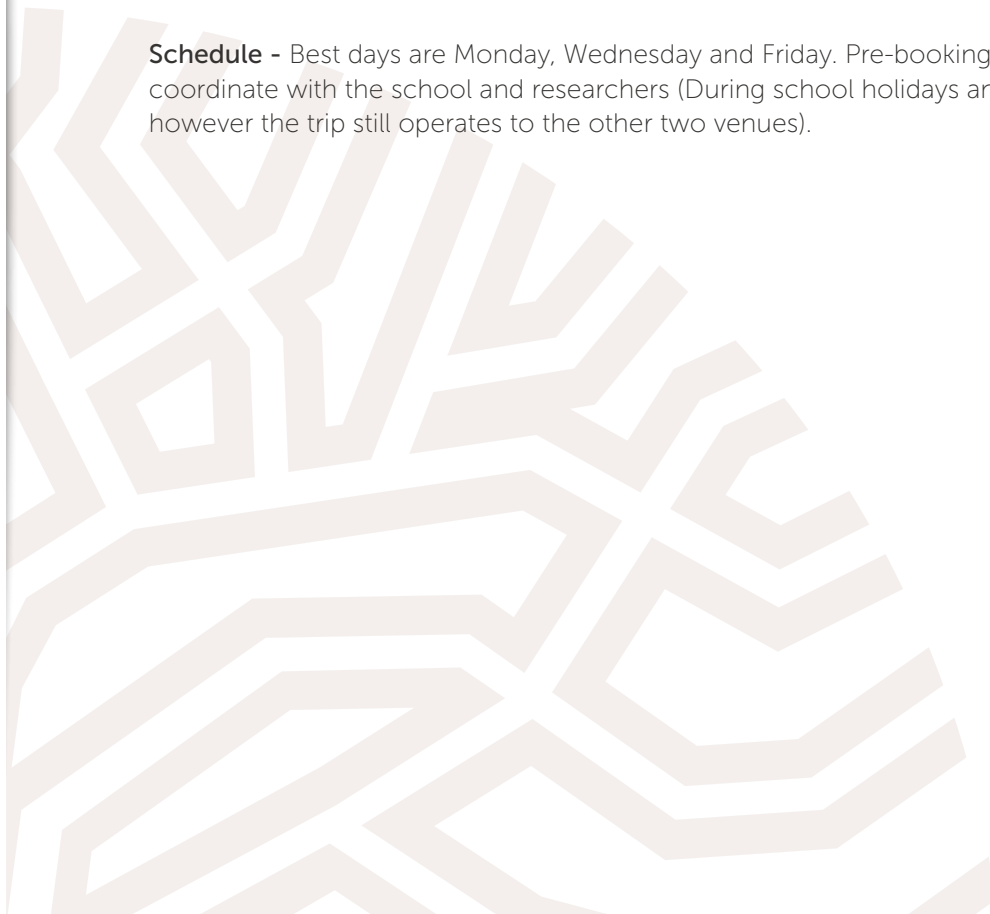 Schedule - Best days are Monday, Wednesday and Friday. Pre-booking
coordinate with the school and researchers (During school holidays
however the trip still operates to the other two venues).